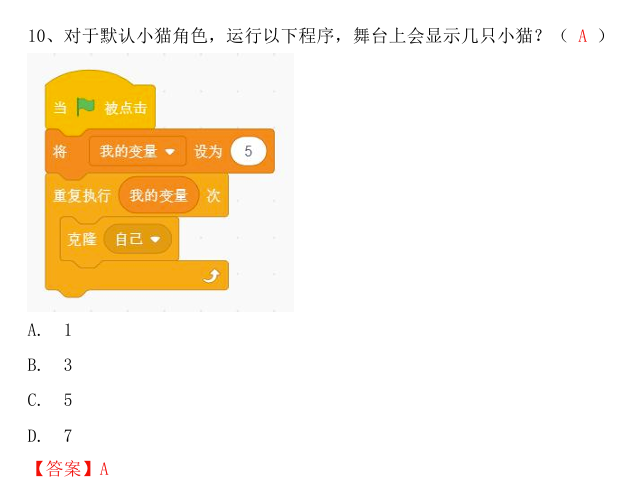 10、对于默认小猫角色，运行以下程序，舞台上会显示几只小猫？（ A ）
当 被点击
将 我的变量 设为 5
重复执行 我的变量 次
克隆 自己
A. 1
B. 3
C. 5
D. 7
【答案】A